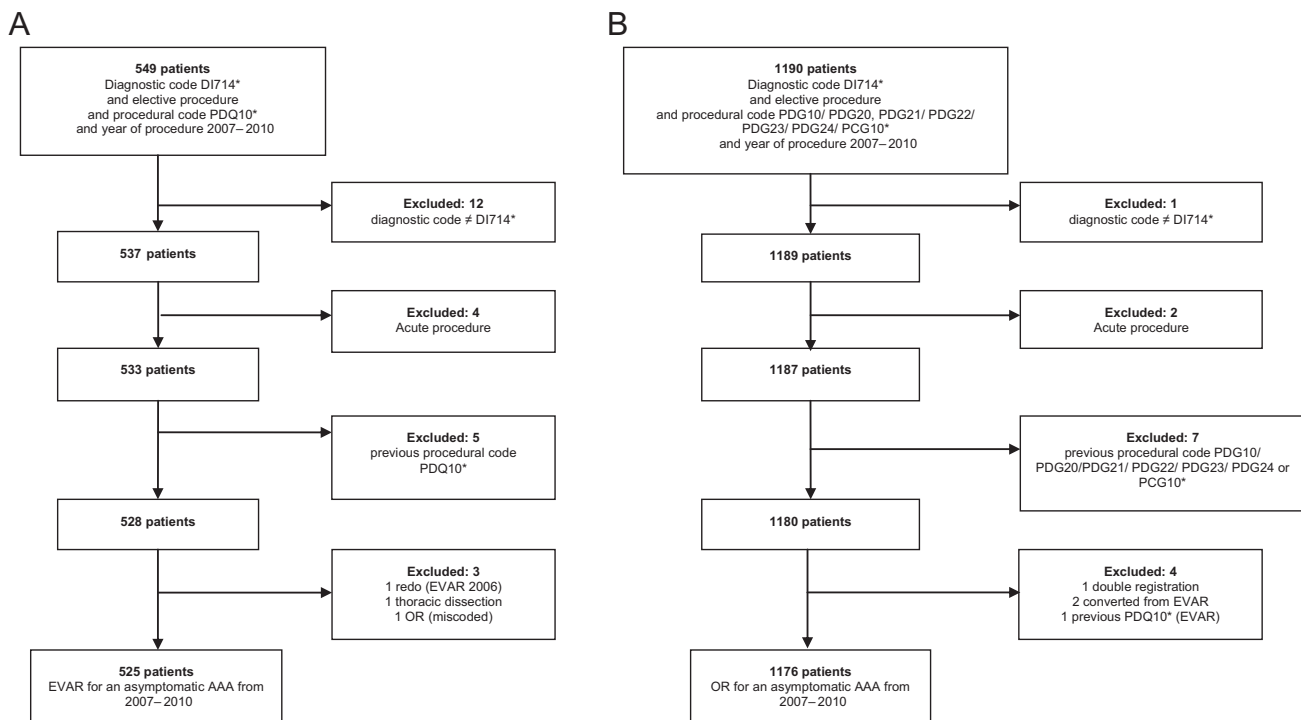 A
549 patients
Diagnostic code DI714*
and elective procedure
and procedural code PDQ10*
and year of procedure 2007–2010
Excluded: 12
diagnostic code ≠ DI714*
537 patients
Excluded: 4
Acute procedure
533 patients
Excluded: 5
previous procedural code
PDQ10*
528 patients
Excluded: 3
1 redo (EVAR 2006)
1 thoracic dissection
1 OR (miscoded)
525 patients
EVAR for an asymptomatic AAA from
2007–2010
B
1190 patients
Diagnostic code DI714*
and elective procedure
and procedural code PDG10/ PDG20, PDG21/ PDG22/
PDG23/ PDG24/ PCG10*
and year of procedure 2007–2010
Excluded: 1
diagnostic code ≠ DI714*
1189 patients
Excluded: 2
Acute procedure
1187 patients
Excluded: 7
previous procedural code PDG10/
PDG20/PDG21/ PDG22/ PDG23/ PDG24 or
PCG10*
1180 patients
Excluded: 4
1 double registration
2 converted from EVAR
1 previous PDQ10* (EVAR)
1176 patients
OR for an asymptomatic AAA from
2007–2010